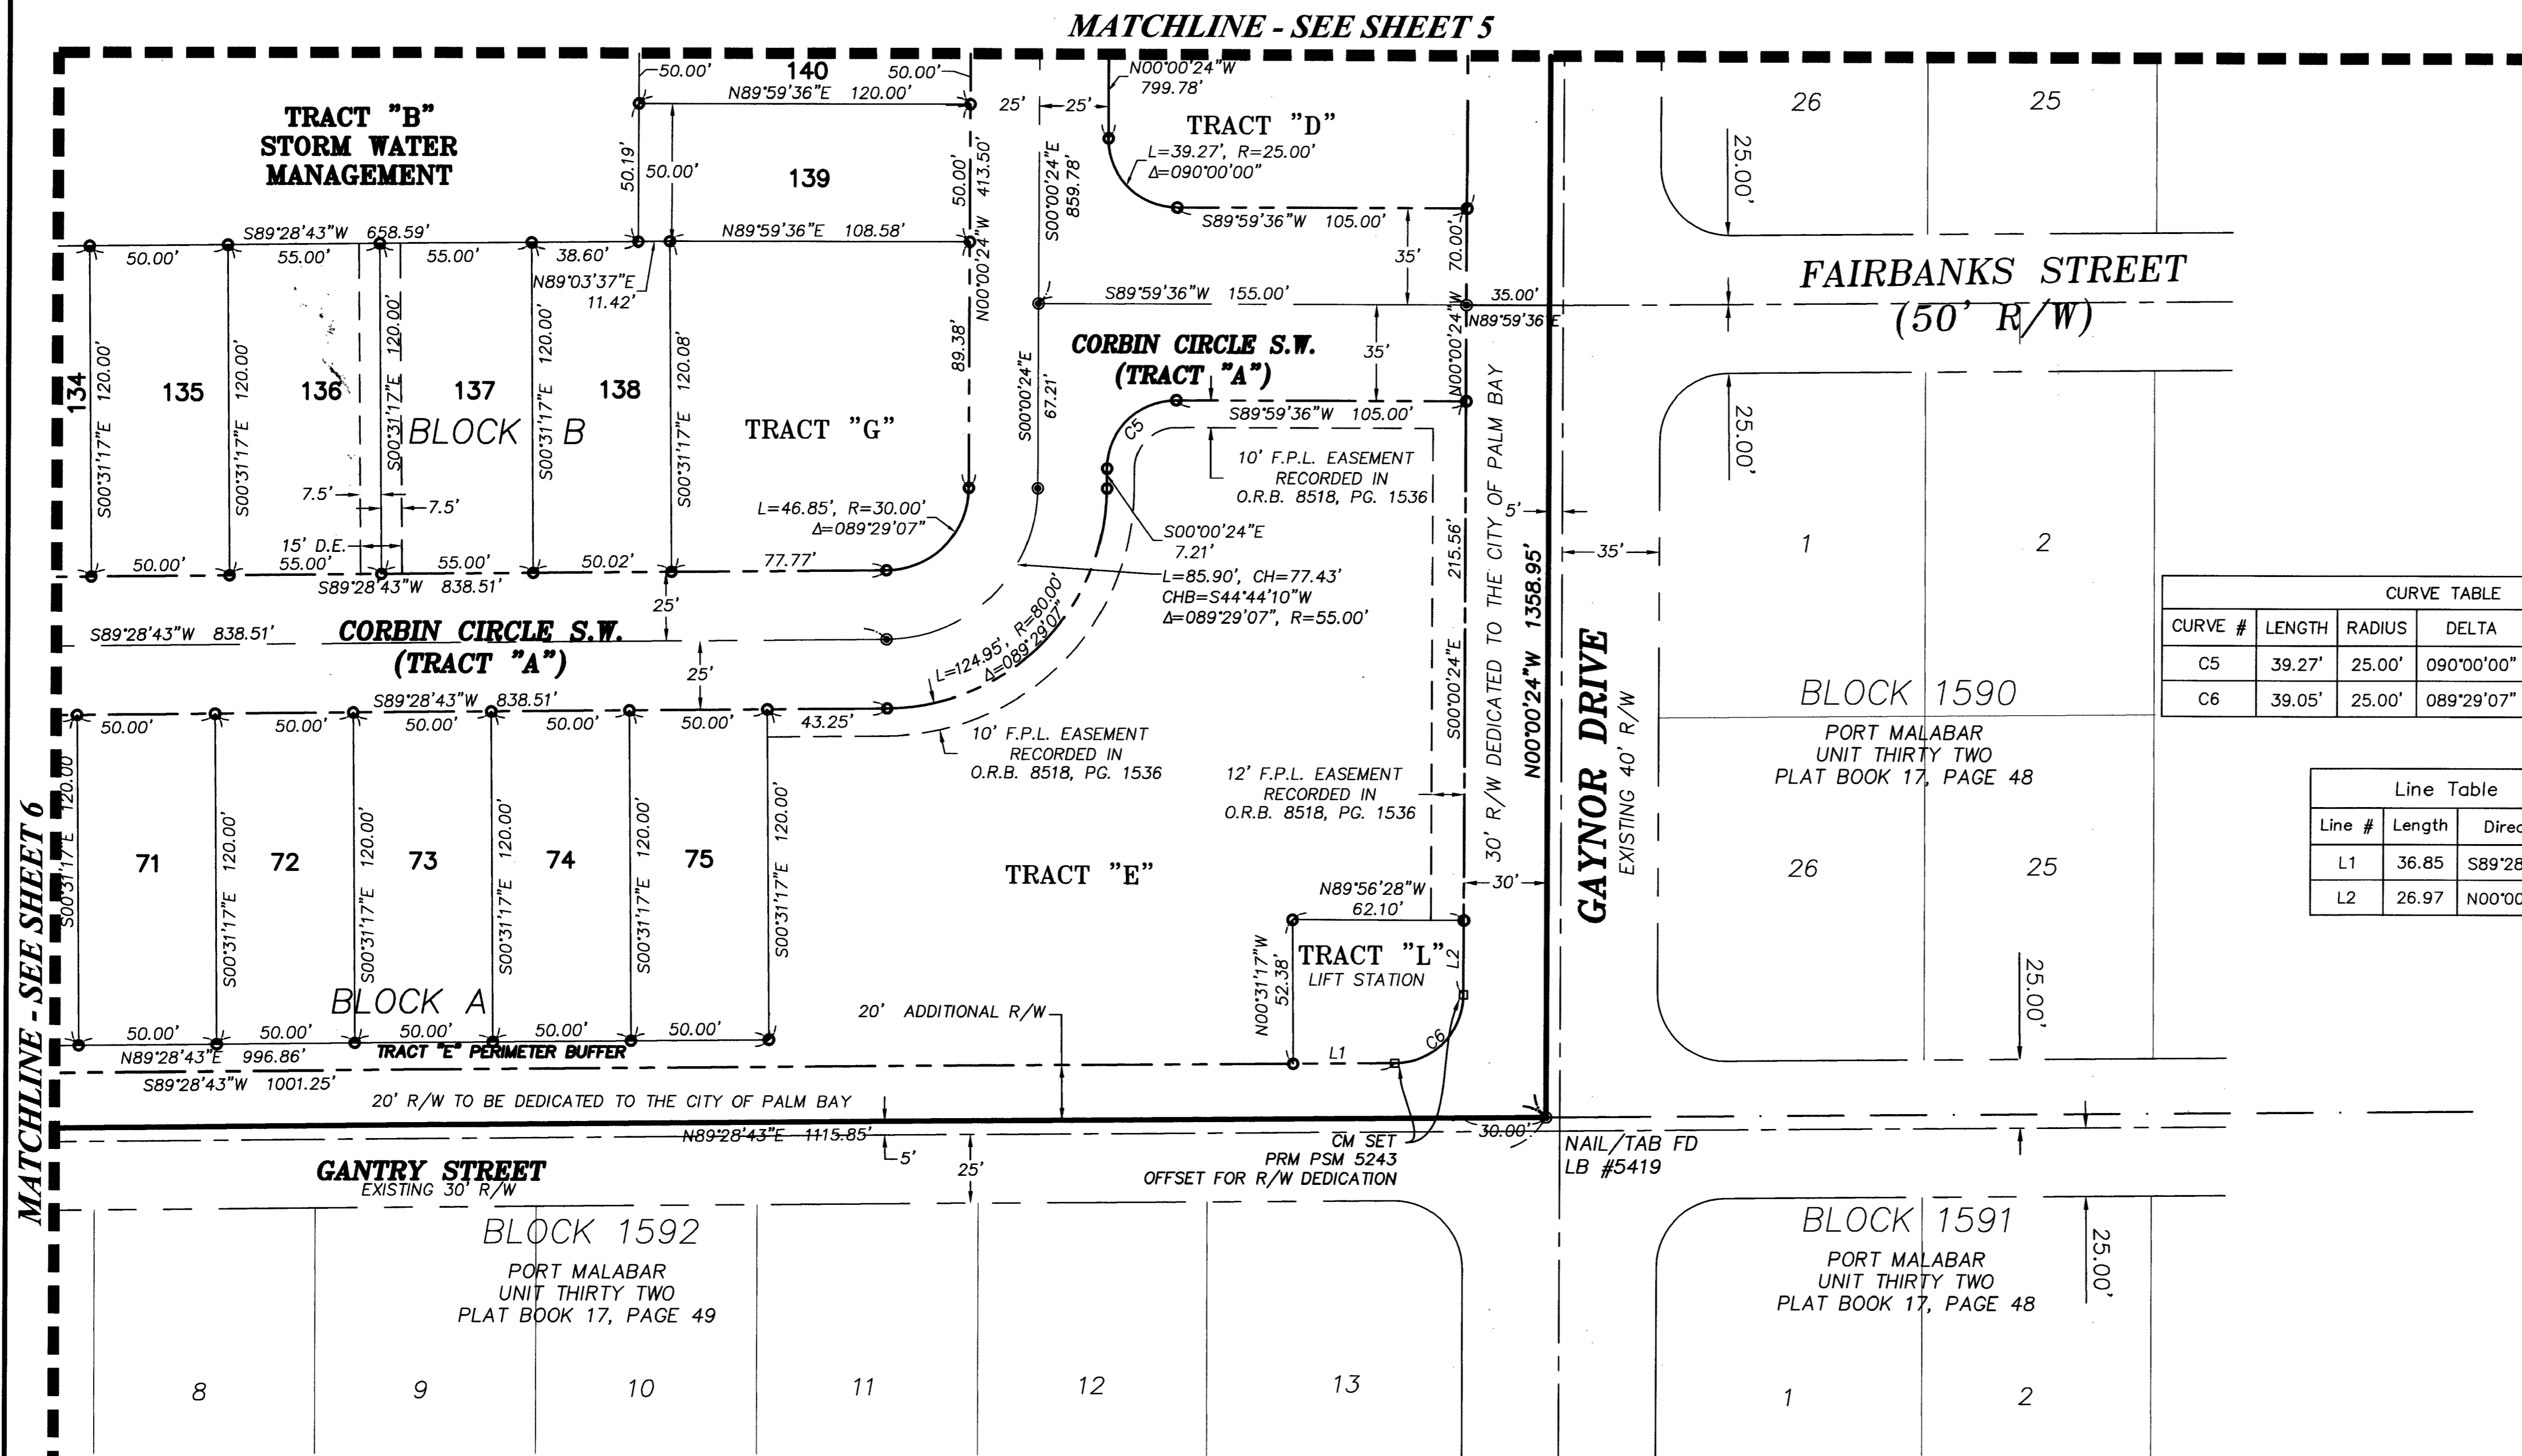 MATCHLINE - SEE SHEET 5
TRACT "B"
STORM WATER
MANAGEMENT
50.00'
140
50.00'
N89°59'36"E 120.00'
50.19'
50.00'
139
50.00'
N00°00'24"W 413.50'
N89°59'36"E 108.58'
25'
25'
N00°00'24"W
799.78'
S00°00'24"E
859.78'
TRACT "D"
L=39.27', R=25.00'
Δ=090°00'00"
S89°59'36"W 105.00'
35'
70.00'
N00°00'24"W
S89°59'36"W 155.00'
35.00'
N89°59'36"E
26
25
25.00'
FAIRBANKS STREET
(50' R/W)
25.00'
S89°28'43"W 658.59'
50.00'
55.00'
55.00'
38.60'
N89°03'37"E
11.42'
134
S00°31'17"E 120.00'
135
S00°31'17"E 120.00'
136
S00°31'17"E 120.00'
137
S00°31'17"E 120.00'
138
S00°31'17"E 120.08'
BLOCK B
TRACT "G"
89.38'
S00°00'24"E
67.21'
CORBIN CIRCLE S.W.
(TRACT "A")
35'
S89°59'36"W 105.00'
C5
10' F.P.L. EASEMENT
RECORDED IN
O.R.B. 8518, PG. 1536
7.5'
7.5'
15' D.E.
L=46.85', R=30.00'
Δ=089°29'07"
S00°00'24"E
7.21'
L=85.90', CH=77.43'
CHB=S44°44'10"W
Δ=089°29'07", R=55.00'
50.00'
55.00'
55.00'
50.02'
77.77'
S89°28'43"W 838.51'
25'
S89°28'43"W 838.51'
CORBIN CIRCLE S.W.
(TRACT "A")
25'
L=124.95', R=80.00'
Δ=089°29'07"
S89°28'43"W 838.51'
50.00'
50.00'
50.00'
50.00'
50.00'
43.25'
10' F.P.L. EASEMENT
RECORDED IN
O.R.B. 8518, PG. 1536
12' F.P.L. EASEMENT
RECORDED IN
O.R.B. 8518, PG. 1536
215.56'
S00°00'24"E
30' R/W DEDICATED TO THE CITY OF PALM BAY
N00°00'24"W 1358.95'
5'
35'
30'
GAYNOR DRIVE
EXISTING 40' R/W
1
2
BLOCK 1590
PORT MALABAR
UNIT THIRTY TWO
PLAT BOOK 17, PAGE 48
26
25
25.00'
CURVE TABLE
CURVE # LENGTH RADIUS DELTA
C5 39.27' 25.00' 090°00'00"
C6 39.05' 25.00' 089°29'07"
Line Table
Line # Length Direc
L1 36.85 S89°28
L2 26.97 N00°00
MATCHLINE - SEE SHEET 6
S00°31'17"E 120.00'
71
S00°31'17"E 120.00'
72
S00°31'17"E 120.00'
73
S00°31'17"E 120.00'
74
S00°31'17"E 120.00'
75
S00°31'17"E 120.00'
TRACT "E"
BLOCK A
50.00'
50.00'
50.00'
50.00'
50.00'
N89°28'43"E 996.86'
TRACT "E" PERIMETER BUFFER
S89°28'43"W 1001.25'
20' ADDITIONAL R/W
N89°56'28"W
62.10'
N00°31'17"W
52.38'
TRACT "L"
LIFT STATION
L2
L1
C6
20' R/W TO BE DEDICATED TO THE CITY OF PALM BAY
N89°28'43"E 1115.85'
5'
25'
GANTRY STREET
EXISTING 30' R/W
CM SET
PRM PSM 5243
OFFSET FOR R/W DEDICATION
30.00'
NAIL/TAB FD
LB #5419
BLOCK 1592
PORT MALABAR
UNIT THIRTY TWO
PLAT BOOK 17, PAGE 49
BLOCK 1591
PORT MALABAR
UNIT THIRTY TWO
PLAT BOOK 17, PAGE 48
25.00'
8
9
10
11
12
13
1
2